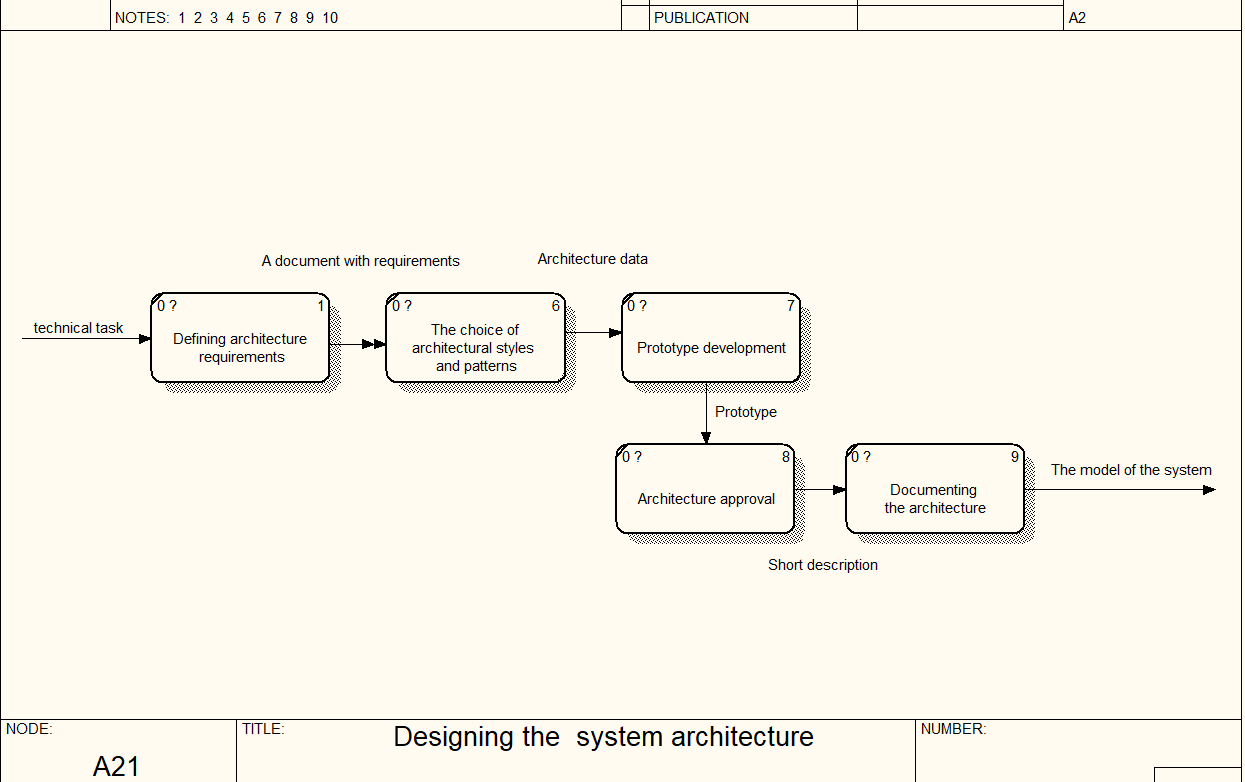 NOTES: 1 2 3 4 5 6 7 8 9 10
PUBLICATION
A2
A document with requirements
Architecture data
technical task
0 ?
1
Defining architecture
requirements
0 ?
6
The choice of
architectural styles
and patterns
0 ?
7
Prototype development
Prototype
0 ?
8
Architecture approval
0 ?
9
Documenting
the architecture
The model of the system
Short description
NODE:
A21
TITLE:
Designing the  system architecture
NUMBER: